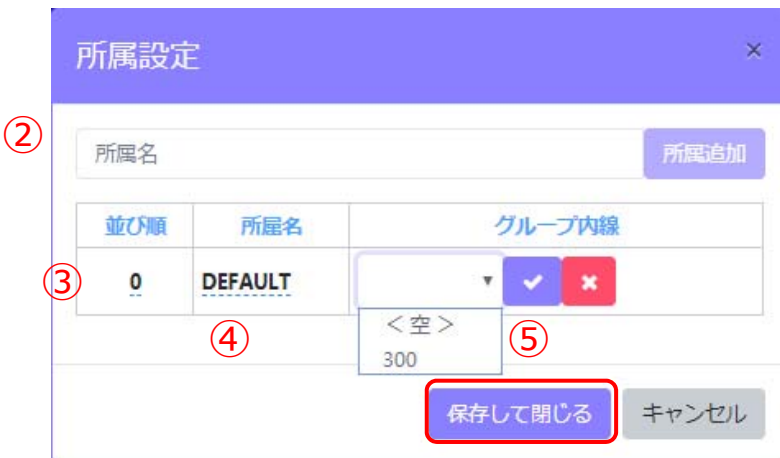 所属設定 ×
②
所属名 所属追加
並び順 所属名 グループ内線
③ 0 DEFAULT
④ <空> ⑤
300
保存して閉じる キャンセル